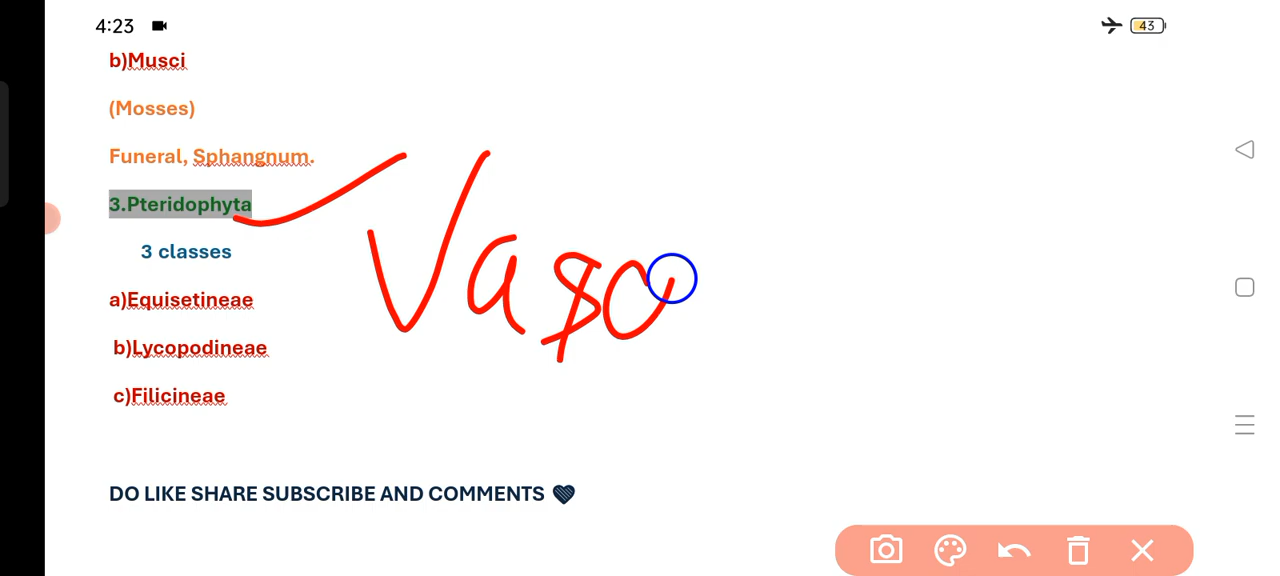 4:23
43
b)Musci
(Mosses)
Funeral, Sphangnum.
3.Pteridophyta
Vasc
3 classes
a)Equisetineae
b)Lycopodineae
c)Filicineae
DO LIKE SHARE SUBSCRIBE AND COMMENTS